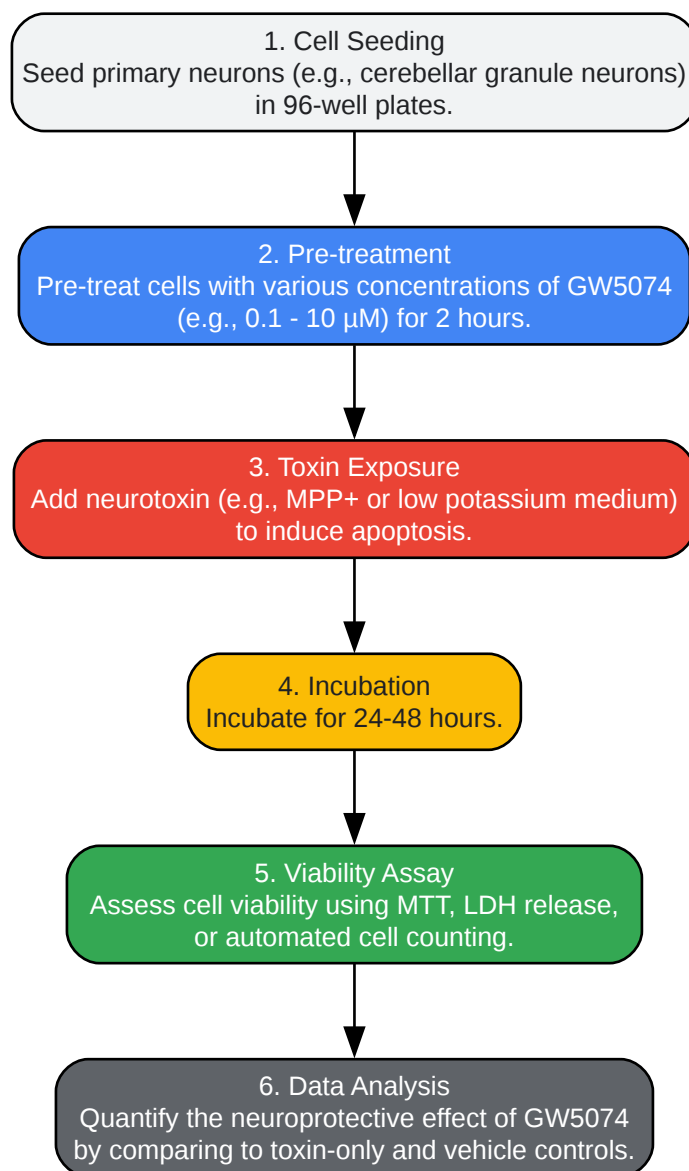 1. Cell Seeding
Seed primary neurons (e.g., cerebellar granule neurons)
in 96-well plates.
2. Pre-treatment
Pre-treat cells with various concentrations of GW5074
(e.g., 0.1 - 10 µM) for 2 hours.
3. Toxin Exposure
Add neurotoxin (e.g., MPP+ or low potassium medium)
to induce apoptosis.
4. Incubation
Incubate for 24-48 hours.
5. Viability Assay
Assess cell viability using MTT, LDH release,
or automated cell counting.
6. Data Analysis
Quantify the neuroprotective effect of GW5074
by comparing to toxin-only and vehicle controls.